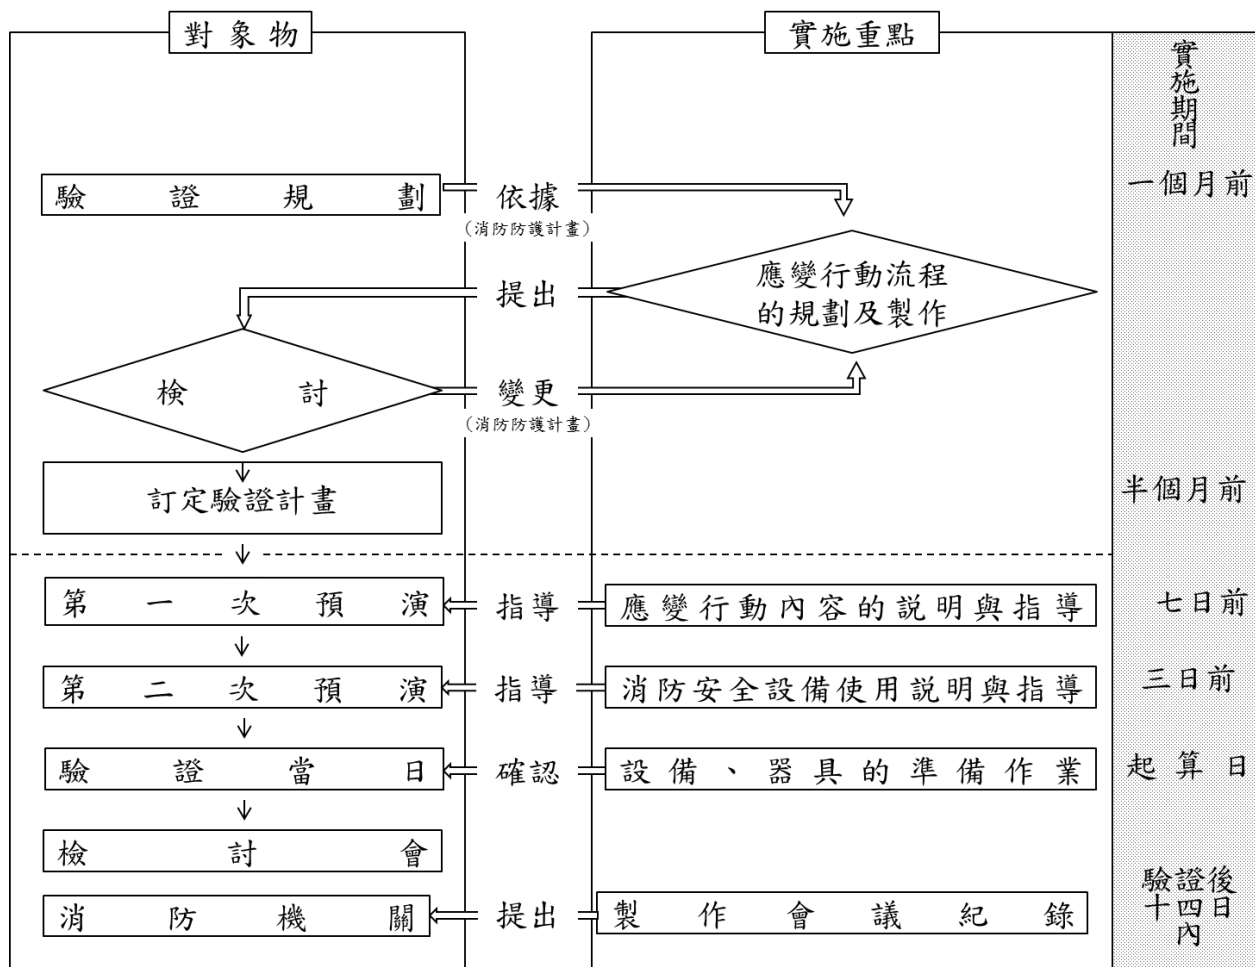 對象物
實施重點
實施期間
驗證規劃
依據
(消防防護計畫)
一個月前
提出
應變行動流程
的規劃及製作
検討
變更
(消防防護計畫)
訂定驗證計畫
半個月前
第一次預演
指導
應變行動內容的說明與指導
七日前
第二次預演
指導
消防安全設備使用說明與指導
三日前
驗證當日
確認
設備、器具的準備作業
起算日
檢討會
消防機關
提出
製作會議紀錄
驗證後
十四日
內